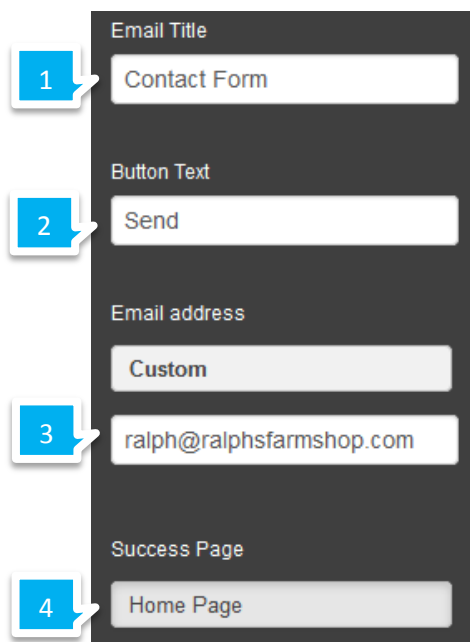 Email Title
1
Contact Form
Button Text
2
Send
Email address
Custom
3
ralph@ralphsfarmshop.com
Success Page
4
Home Page